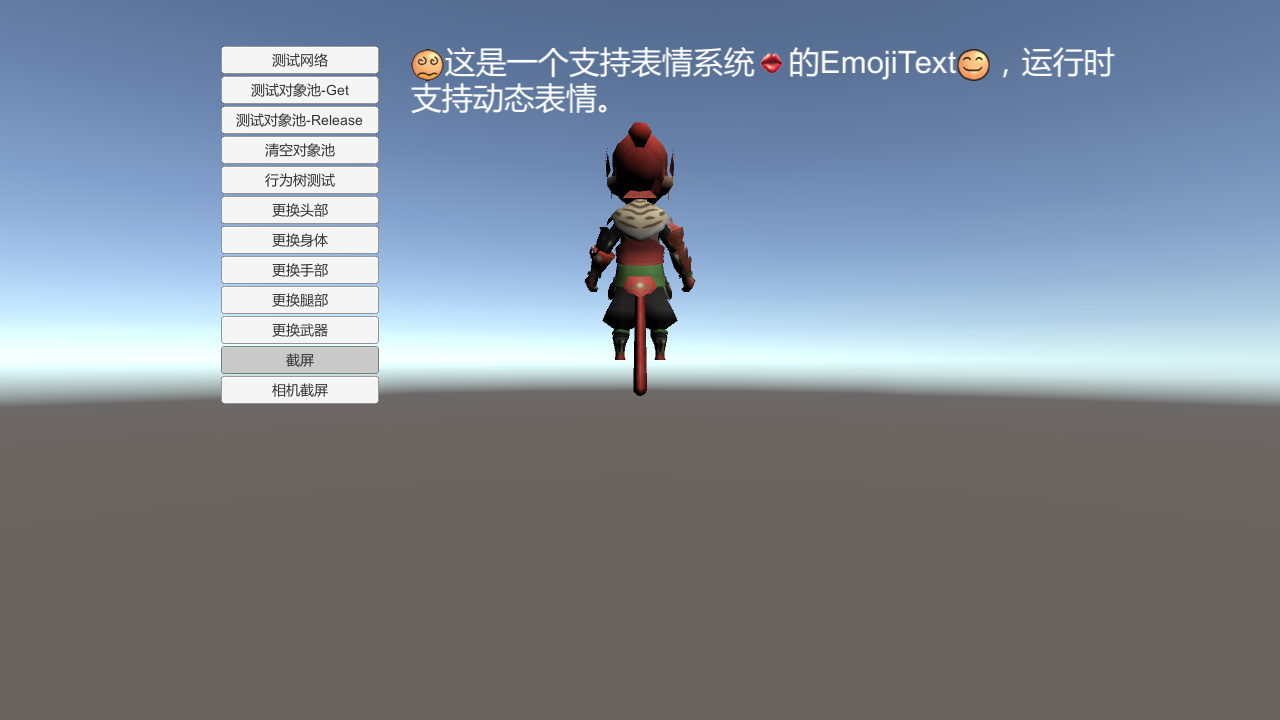 测试网络
测试对象池-Get
测试对象池-Release
清空对象池
行为树测试
更换头部
更换身体
更换手部
更换腿部
更换武器
截屏
相机截屏
😵‍💫这是一个支持表情系统💋的EmojiText😊，运行时
支持动态表情。